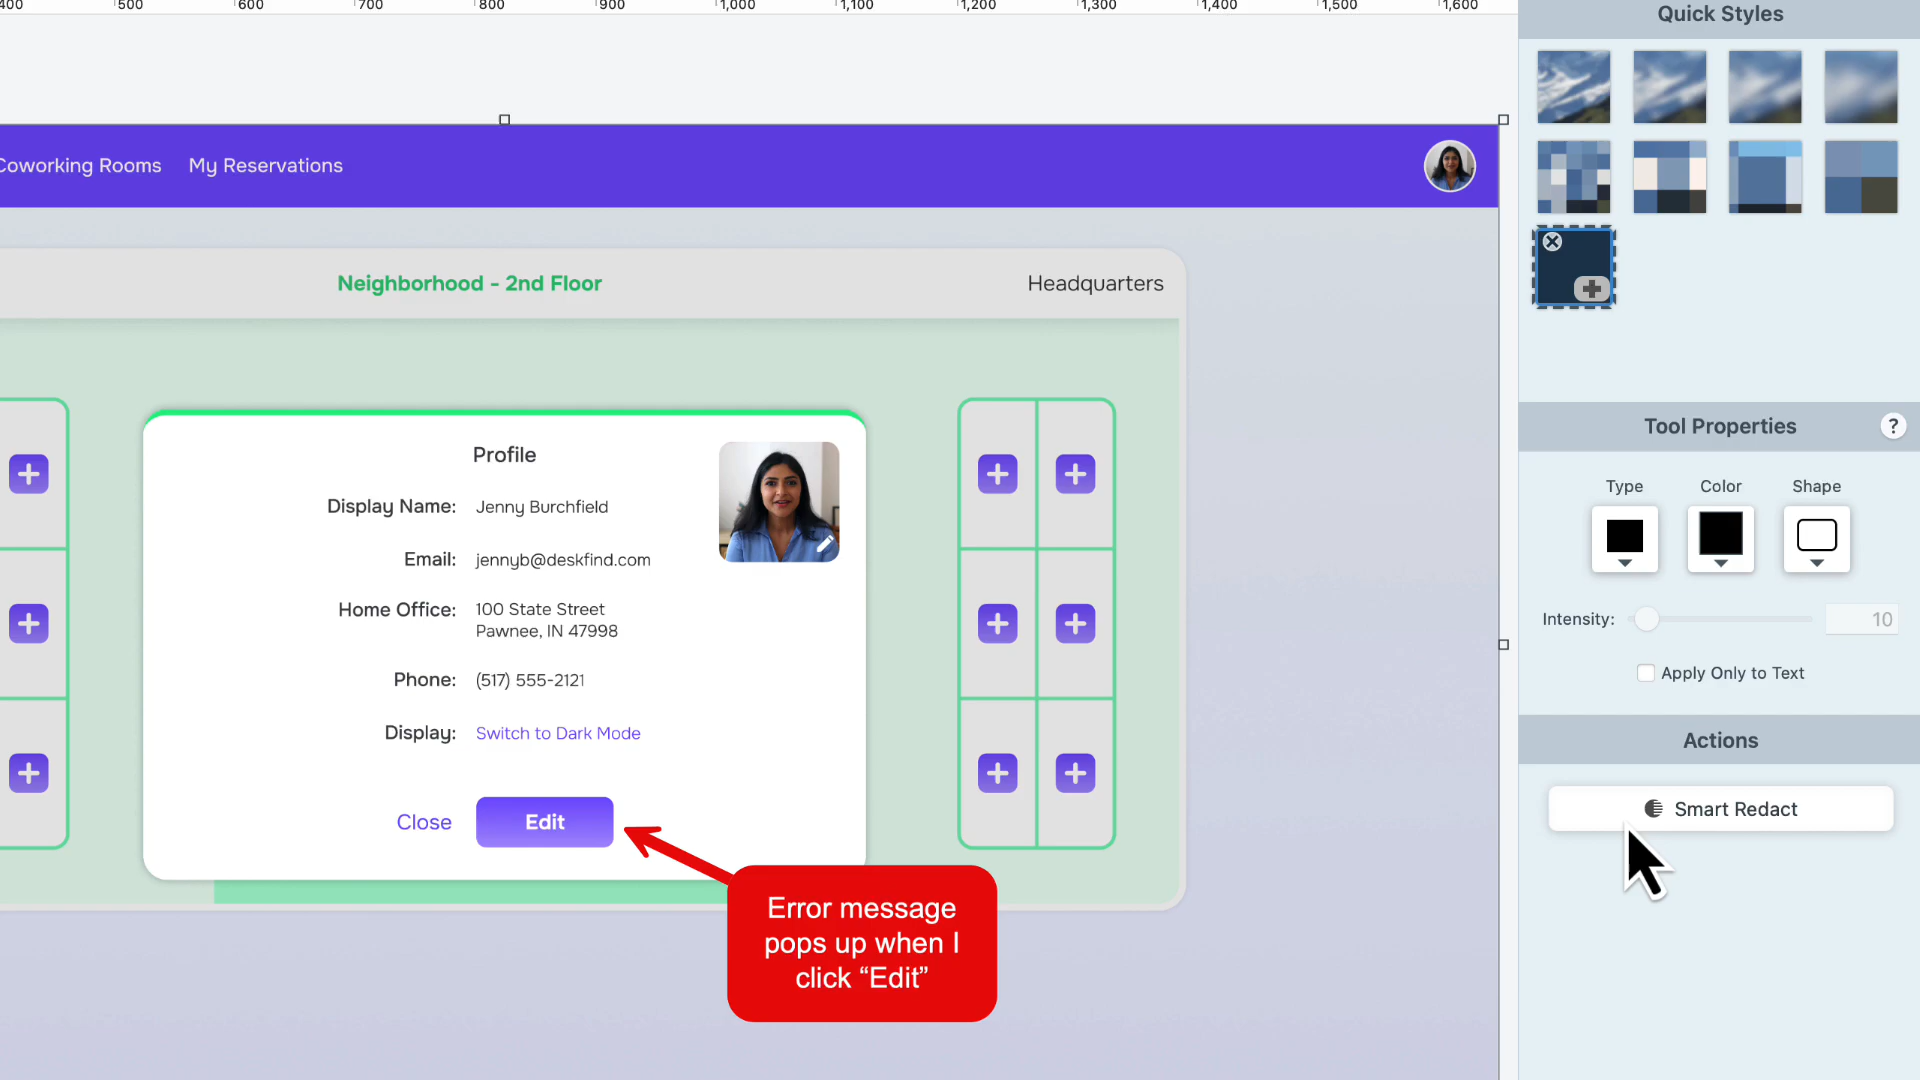 500
600
700
800
900
1,000
1,100
1,200
1,300
1,400
1,500
1,600
Quick Styles
Coworking Rooms
My Reservations
Neighborhood - 2nd Floor
Headquarters
Profile
Display Name: Jenny Burchfield
Email: jennyb@deskfind.com
Home Office: 100 State Street
Pawnee, IN 47998
Phone: (517) 555-2121
Display: Switch to Dark Mode
Close
Edit
Error message
pops up when I
click “Edit”
Tool Properties
?
Type
Color
Shape
Intensity:
10
Apply Only to Text
Actions
Smart Redact